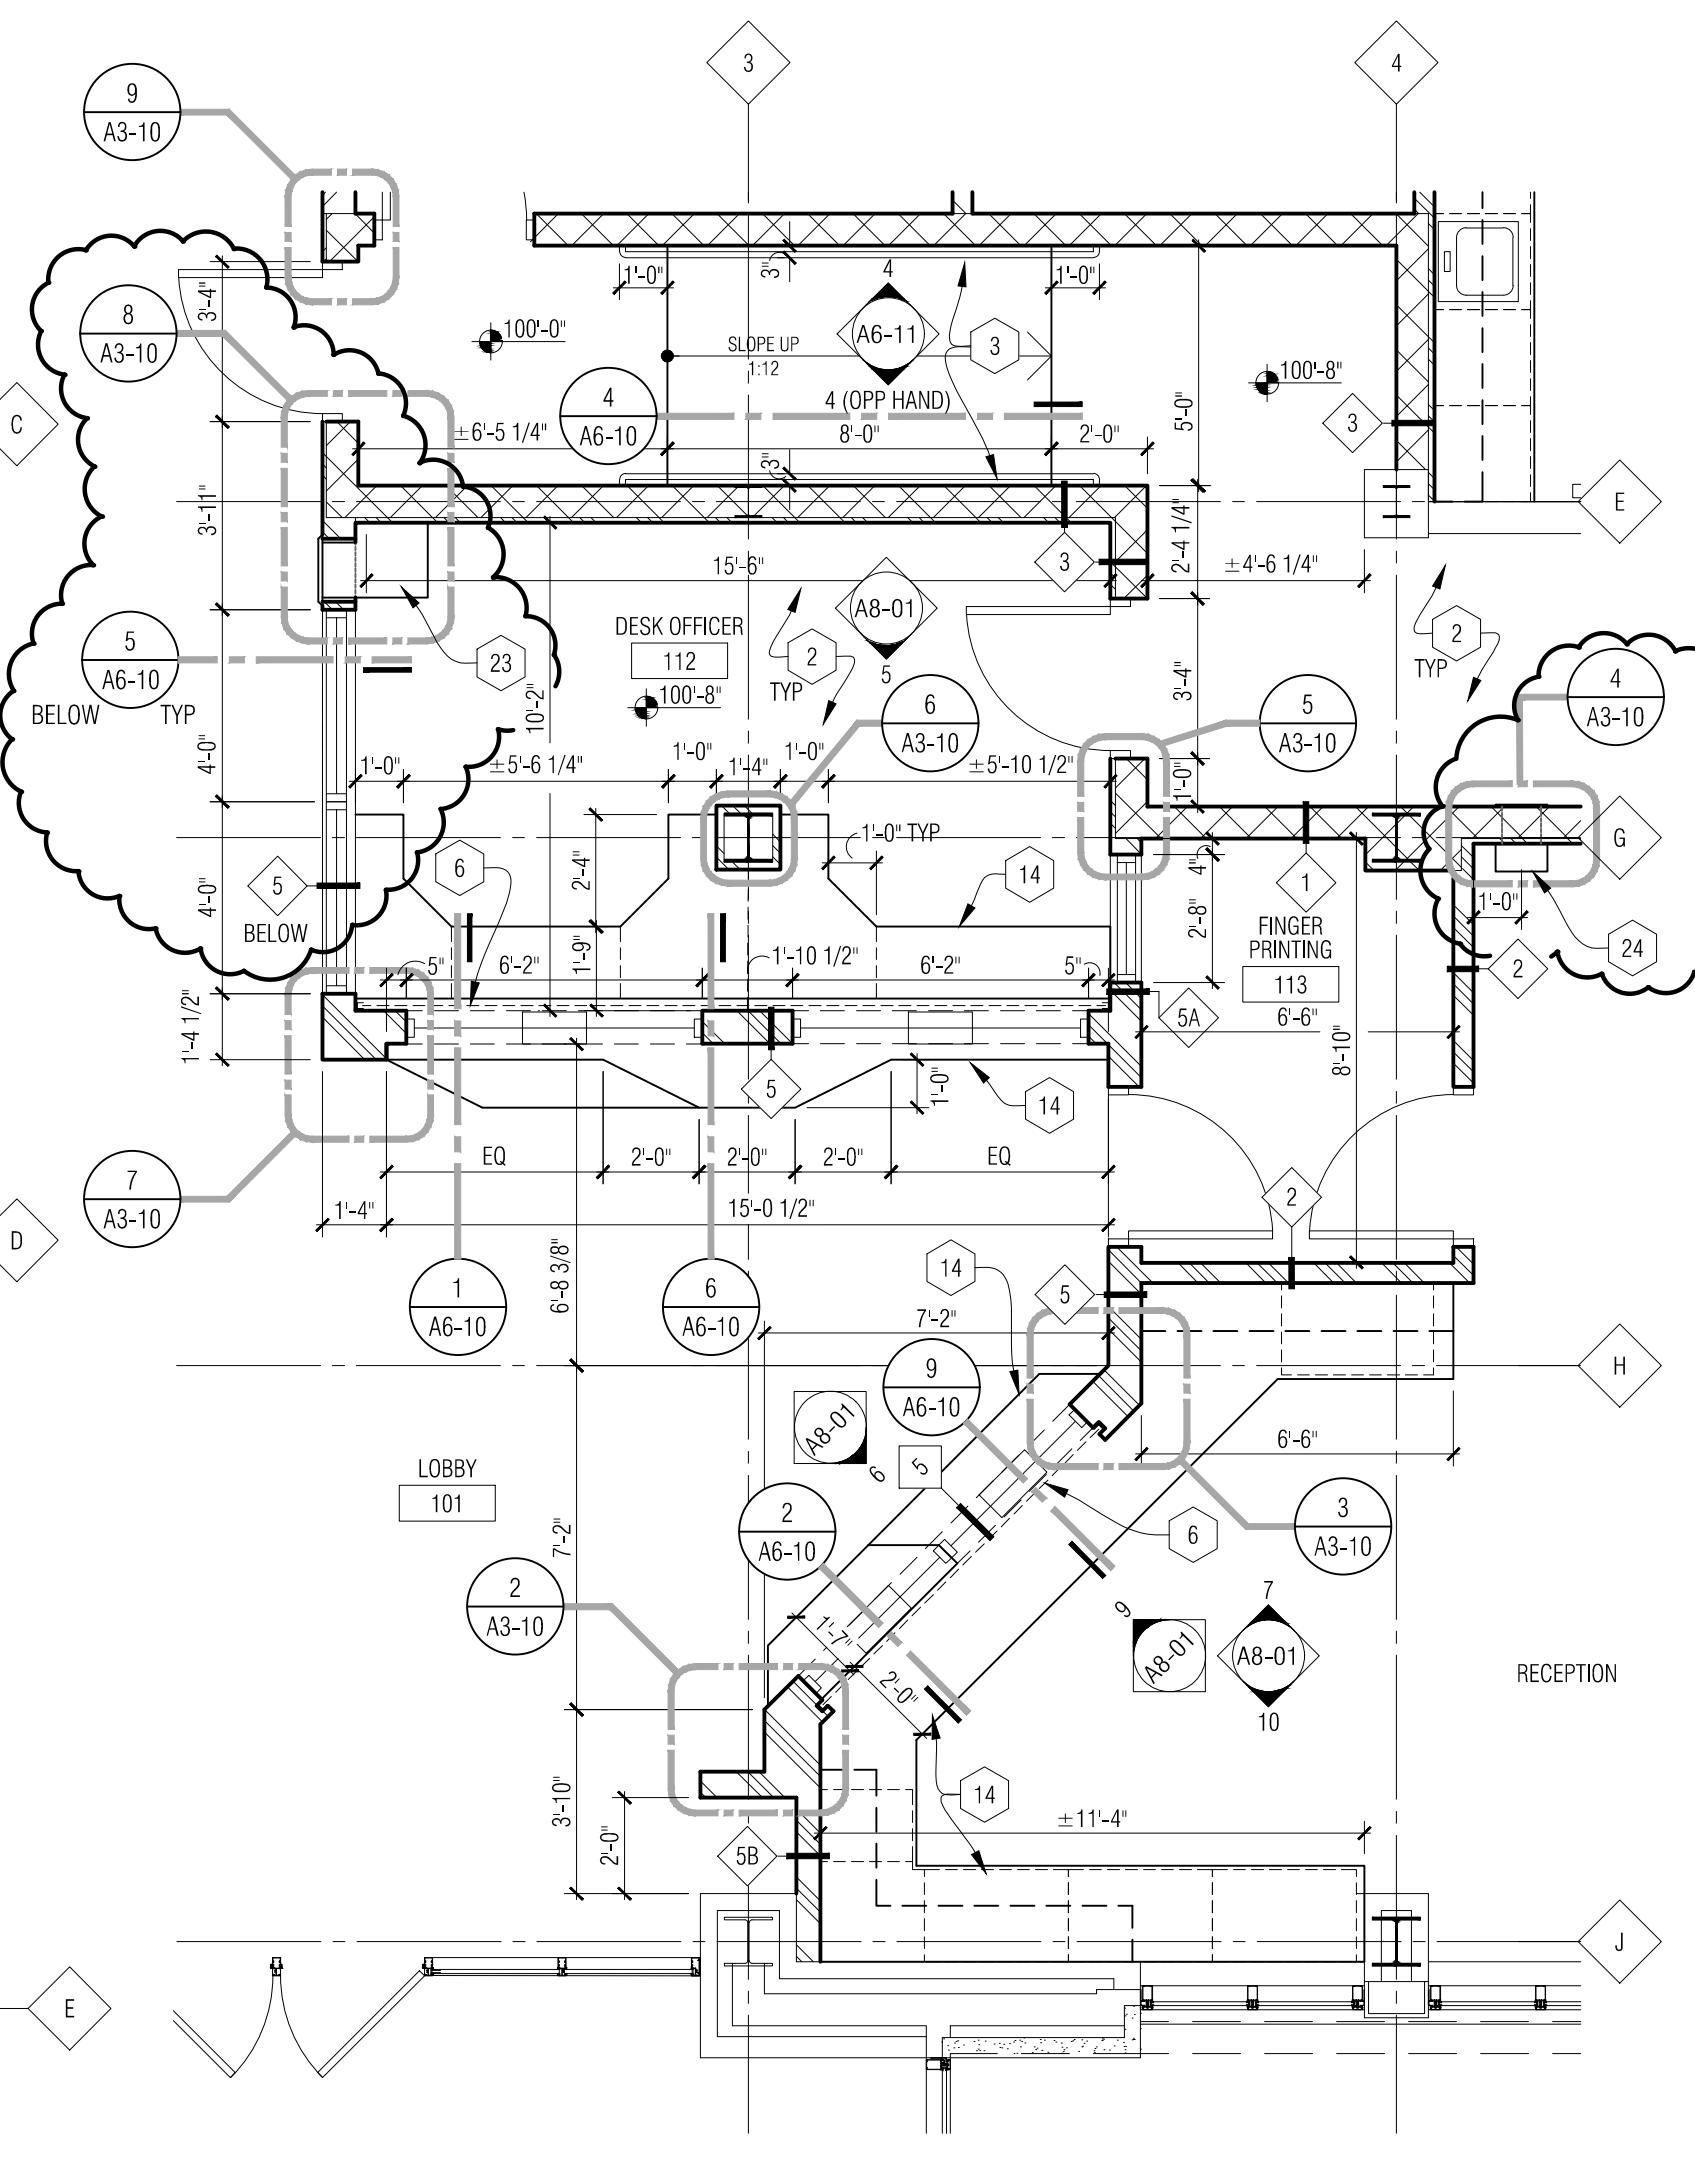 3
4
9
A3-10
8
A3-10
3'-4"
1'-0"
3"
4
1'-0"
A6-11
3
100'-0"
SLOPE UP
1:12
100'-8"
4 (OPP HAND)
4
A6-10
5'-0"
3
C
±6'-5 1/4"
8'-0"
2'-0"
3"
3'-11"
E
2'-4 1/4"
±4'-6 1/4"
15'-6"
3
A8-01
5
DESK OFFICER
112
2
TYP
100'-8"
10'-2"
5
A6-10
BELOW
TYP
23
2
TYP
3'-4"
6
A3-10
5
A3-10
4
A3-10
4'-0"
1'-0"
±5'-6 1/4"
1'-0"
1'-4"
1'-0"
±5'-10 1/2"
1'-0"
1'-0" TYP
G
6
2'-4"
14
4"
1
5
4'-0"
BELOW
2'-8"
FINGER
PRINTING
113
1'-0"
24
2
5"
6'-2"
1'-9"
1'-10 1/2"
6'-2"
5"
5A
6'-6"
1'-4 1/2"
8'-10"
5
1'-0"
14
EQ
2'-0"
2'-0"
2'-0"
EQ
7
A3-10
1'-4"
15'-0 1/2"
2
D
6'-8 3/8"
14
5
1
A6-10
6
A6-10
7'-2"
H
9
A6-10
A8-01
6
5
6'-6"
LOBBY
101
2
A6-10
6
3
A3-10
7'-2"
2
A3-10
1'-7"
2'-0"
9
A8-01
7
A8-01
10
RECEPTION
14
3'-10"
2'-0"
±11'-4"
5B
J
E